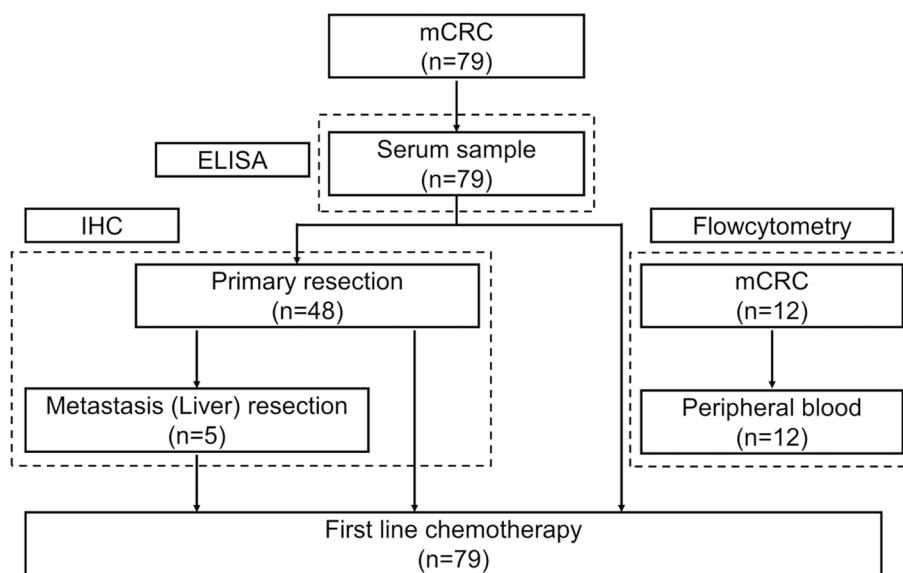 mCRC
(n=79)
ELISA
Serum sample
(n=79)
IHC
Flowcytometry
Primary resection
(n=48)
mCRC
(n=12)
Metastasis (Liver) resection
(n=5)
Peripheral blood
(n=12)
First line chemotherapy
(n=79)